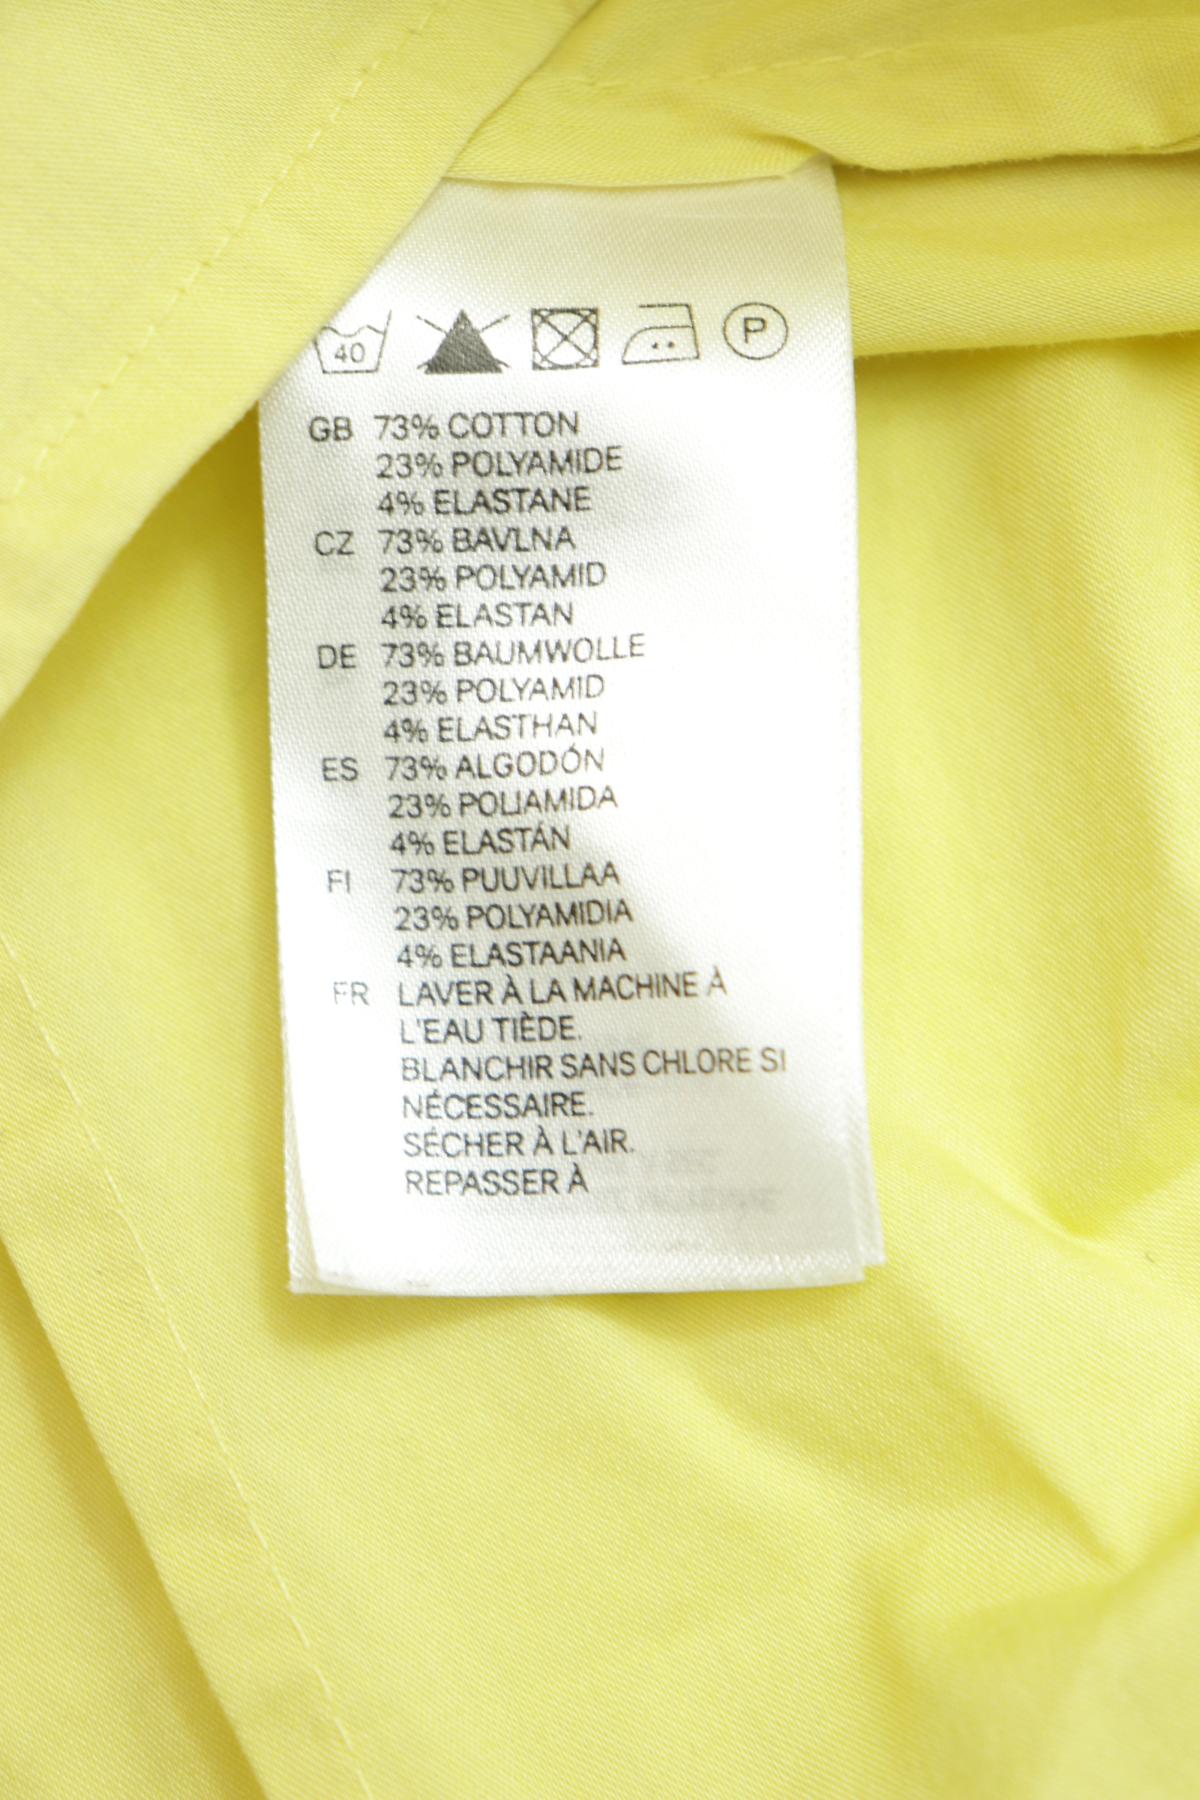 40 P
GB 73% COTTON
23% POLYAMIDE
4% ELASTANE
CZ 73% BAVLNA
23% POLYAMID
4% ELASTAN
DE 73% BAUMWOLLE
23% POLYAMID
4% ELASTHAN
ES 73% ALGODÓN
23% POLIAMIDA
4% ELASTÁN
FI 73% PUUVILLAA
23% POLYAMIDIA
4% ELASTAANIA
FR LAVER À LA MACHINE À
L'EAU TIÈDE.
BLANCHIR SANS CHLORE SI
NÉCESSAIRE.
SÉCHER À L'AIR.
REPASSER À